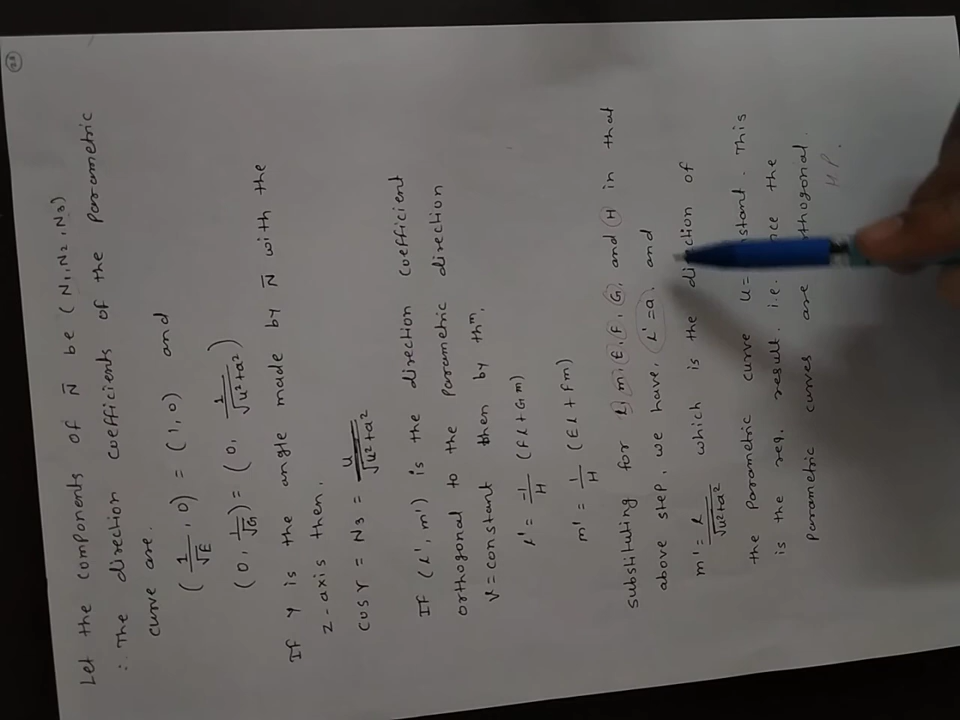 28
Let the components of N̄ be (N1, N2, N3)
∴ The direction coefficients of the parametric
curve are.
(1/√E, 0) = (1, 0) and
(0, 1/√G) = (0, 1/√u²+a²)
If γ is the angle made by N̄ with the
z-axis then,
cosγ = N3 = u/√u²+a²
If (l', m') is the direction coefficient
orthogonal to the parametric direction
v = constant then by thm,
l' = -1/H (Fl + Gm)
m' = 1/H (El + Fm)
substituting for l, m, E, F, G, and H in that
above step, we have, l' = a, and
m' = l/√u²+a² which is the direction of
the parametric curve u= . This
is the req. result. i.e. the
parametric curves are
H P.